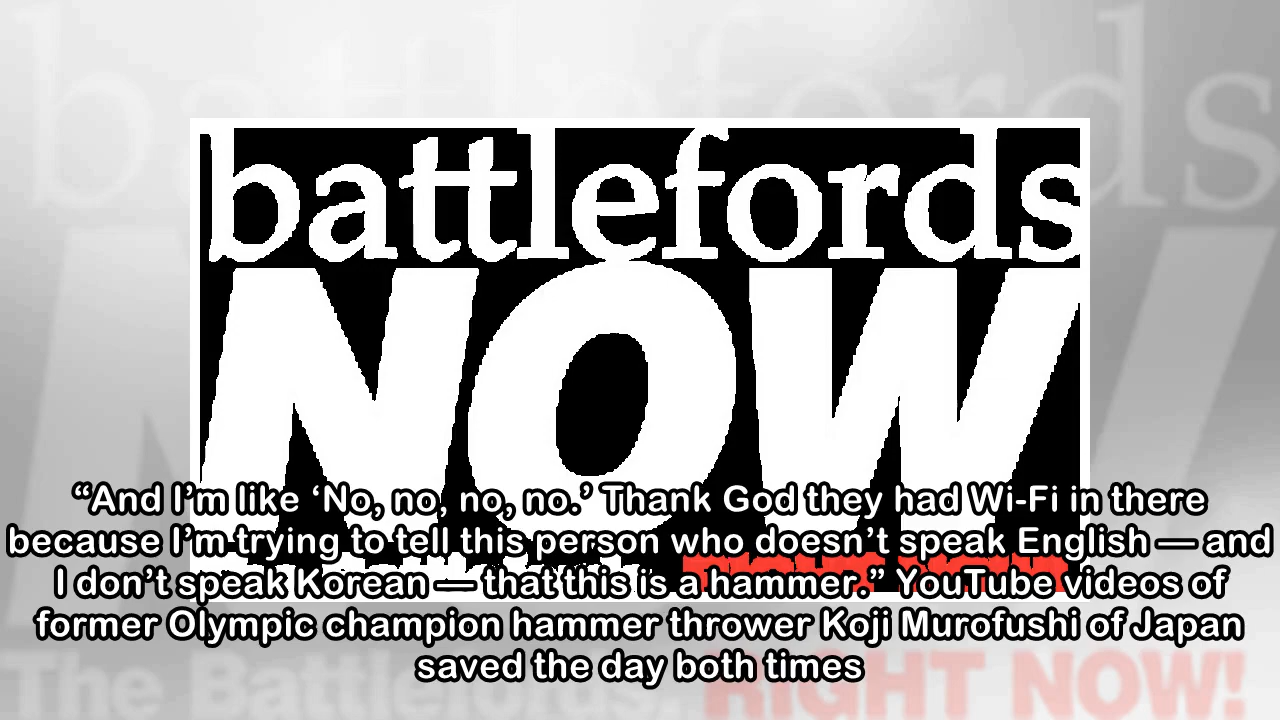 battlefords
NOW
“And I’m like ‘No, no, no, no.’ Thank God they had Wi-Fi in there
because I’m trying to tell this person who doesn’t speak English — and
I don’t speak Korean — that this is a hammer.” YouTube videos of
former Olympic champion hammer thrower Koji Murofushi of Japan
saved the day both times
The Battlefords. RIGHT NOW!